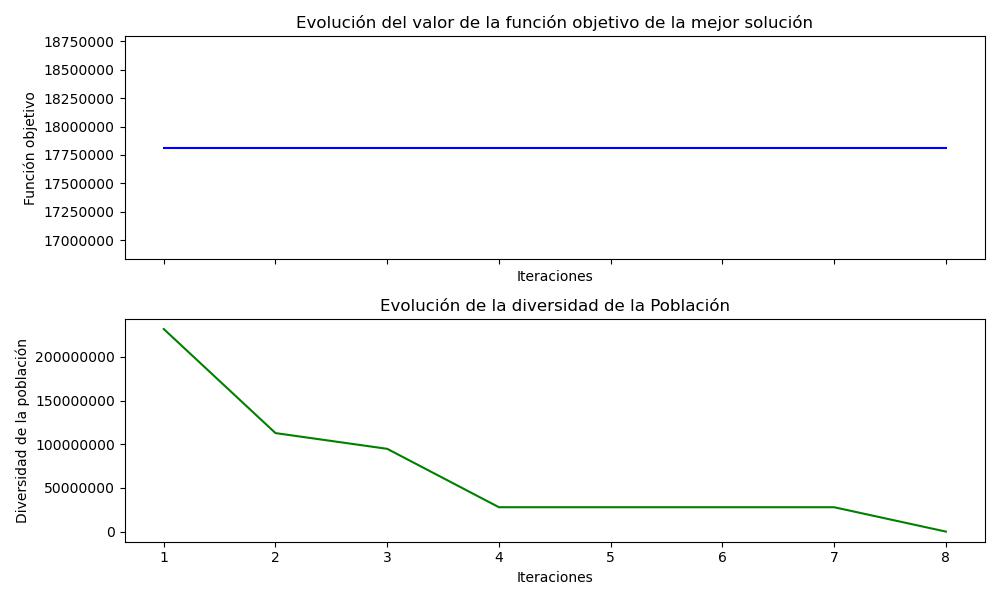 Evolución del valor de la función objetivo de la mejor solución
Función objetivo
18750000
18500000
18250000
18000000
17750000
17500000
17250000
17000000
Iteraciones
Evolución de la diversidad de la Población
Diversidad de la población
200000000
150000000
100000000
50000000
0
1 2 3 4 5 6 7 8
Iteraciones